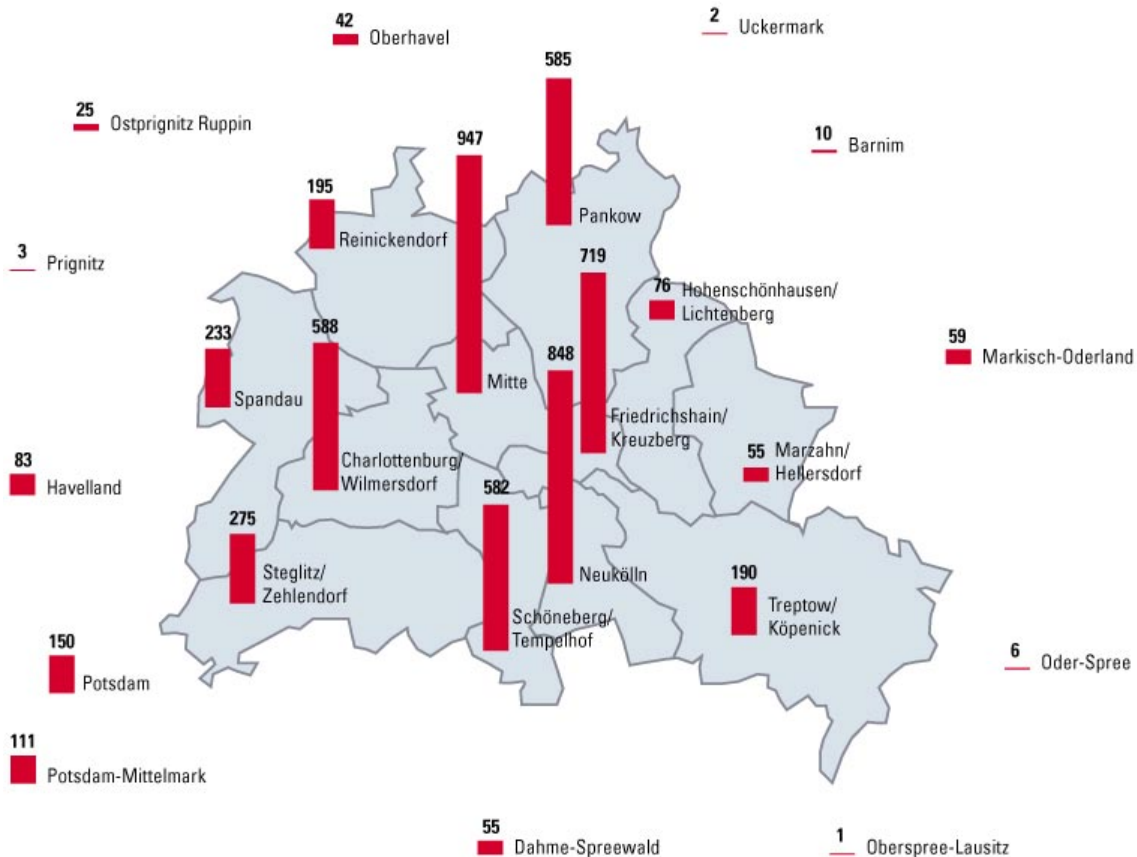 42
Oberhavel
2
Uckermark
585
25
Ostprignitz Ruppin
947
10
Barnim
195
Reinickendorf
Pankow
3
Prignitz
719
76
Hohenschönhausen/
Lichtenberg
233
Spandau
588
Charlottenburg/
Wilmersdorf
Mitte
848
Friedrichshain/
Kreuzberg
59
Markisch-Oderland
83
Havelland
55
Marzahn/
Hellersdorf
275
Steglitz/
Zehlendorf
582
Schöneberg/
Tempelhof
Neukölln
190
Treptow/
Köpenick
150
Potsdam
6
Oder-Spree
111
Potsdam-Mittelmark
55
Dahme-Spreewald
1
Oberspree-Lausitz